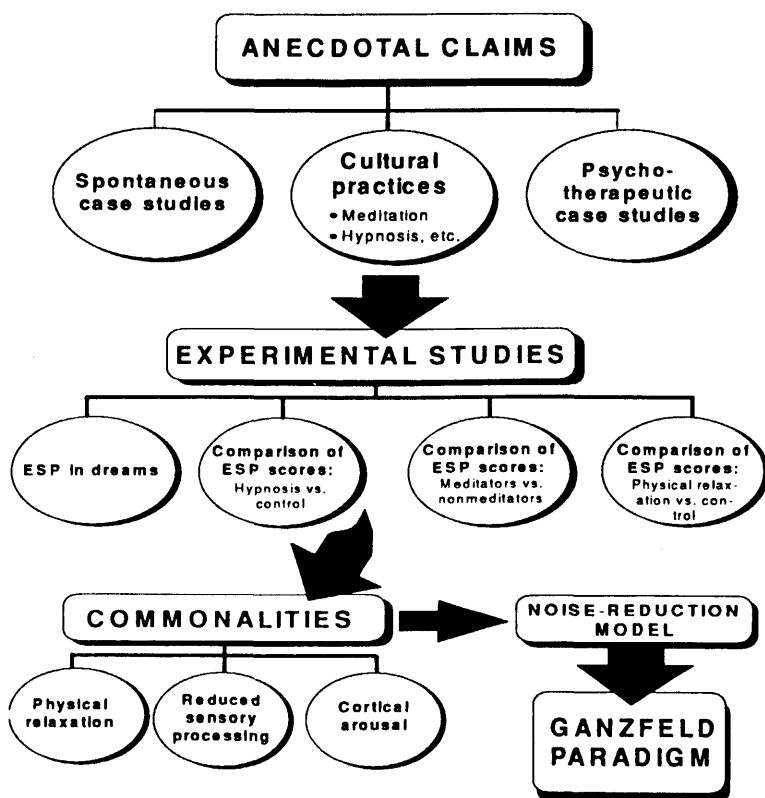 ANECDOTAL CLAIMS
Spontaneous
case studies
Cultural
practices
• Meditation
• Hypnosis, etc.
Psycho-
therapeutic
case studies
EXPERIMENTAL STUDIES
ESP in dreams
Comparison of
ESP scores:
Hypnosis vs.
control
Comparison of
ESP scores:
Meditators vs.
nonmeditators
Comparison of
ESP scores:
Physical relax-
ation vs. con-
trol
COMMONALITIES
NOISE-REDUCTION
MODEL
Physical
relaxation
Reduced
sensory
processing
Cortical
arousal
GANZFELD
PARADIGM